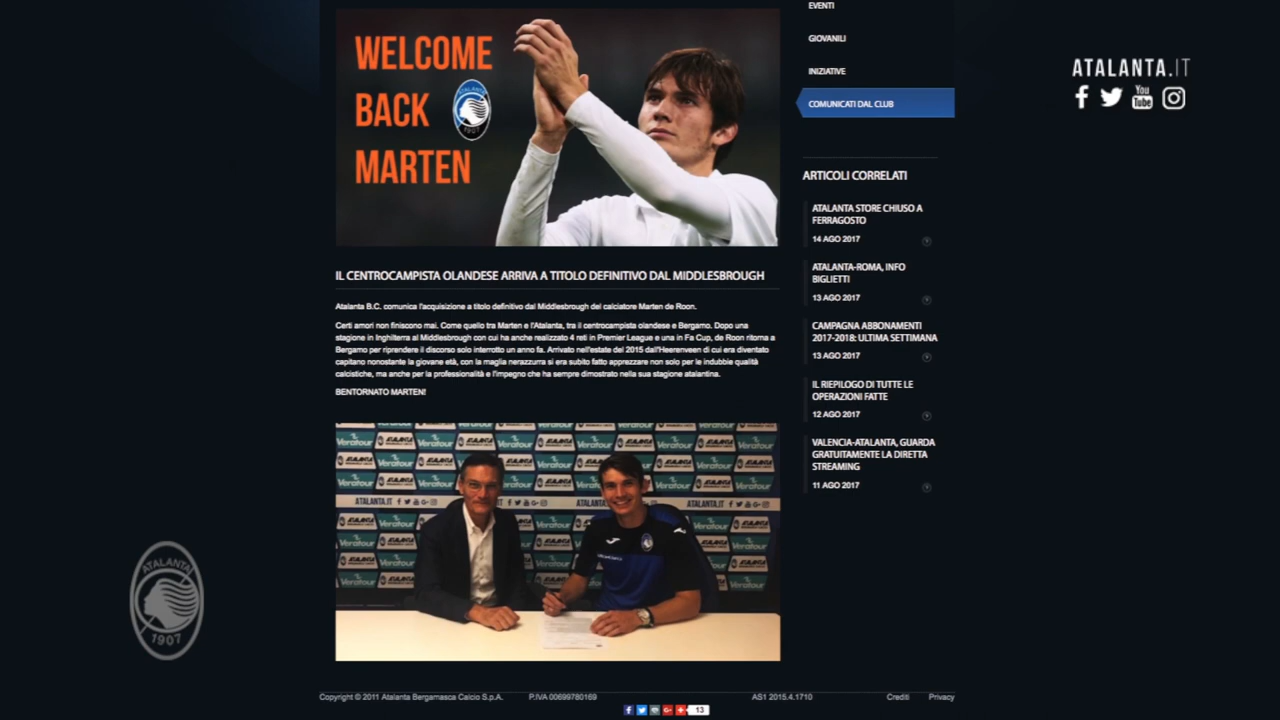 WELCOME
BACK
MARTEN
ATALANTA
1907
IL CENTROCAMPISTA OLANDESE ARRIVA A TITOLO DEFINITIVO DAL MIDDLESBROUGH
Atalanta B.C. comunica l'acquisizione a titolo definitivo dal Middlesbrough del calciatore Marten de Roon.
Certi amori non finiscono mai. Come quello tra Marten e l'Atalanta, tra il centrocampista olandese e Bergamo. Dopo una
stagione in Inghilterra al Middlesbrough con cui ha anche realizzato 4 reti in Premier League e una in Fa Cup, de Roon ritorna a
Bergamo per riprendere il discorso solo interrotto un anno fa. Arrivato nell'estate del 2015 dall'Heerenveen di cui era diventato
capitano nonostante la giovane età, con la maglia nerazzurra si era subito fatto apprezzare non solo per le indubbie qualità
calcistiche, ma anche per la professionalità e l'impegno che ha sempre dimostrato nella sua stagione atalantina.
BENTORNATO MARTEN!
Veratour
ATALANTA.IT
EVENTI
GIOVANILI
INIZIATIVE
COMUNICATI DAL CLUB
ARTICOLI CORRELATI
ATALANTA STORE CHIUSO A
FERRAGOSTO
14 AGO 2017
ATALANTA-ROMA, INFO
BIGLIETTI
13 AGO 2017
CAMPAGNA ABBONAMENTI
2017-2018: ULTIMA SETTIMANA
13 AGO 2017
IL RIEPILOGO DI TUTTE LE
OPERAZIONI FATTE
12 AGO 2017
VALENCIA-ATALANTA, GUARDA
GRATUITAMENTE LA DIRETTA
STREAMING
11 AGO 2017
ATALANTA.IT
You
Tube
ATALANTA
1907
Copyright © 2011 Atalanta Bergamasca Calcio S.p.A. P.IVA 00699780169 AS1 2015.4.1710 Crediti Privacy
13